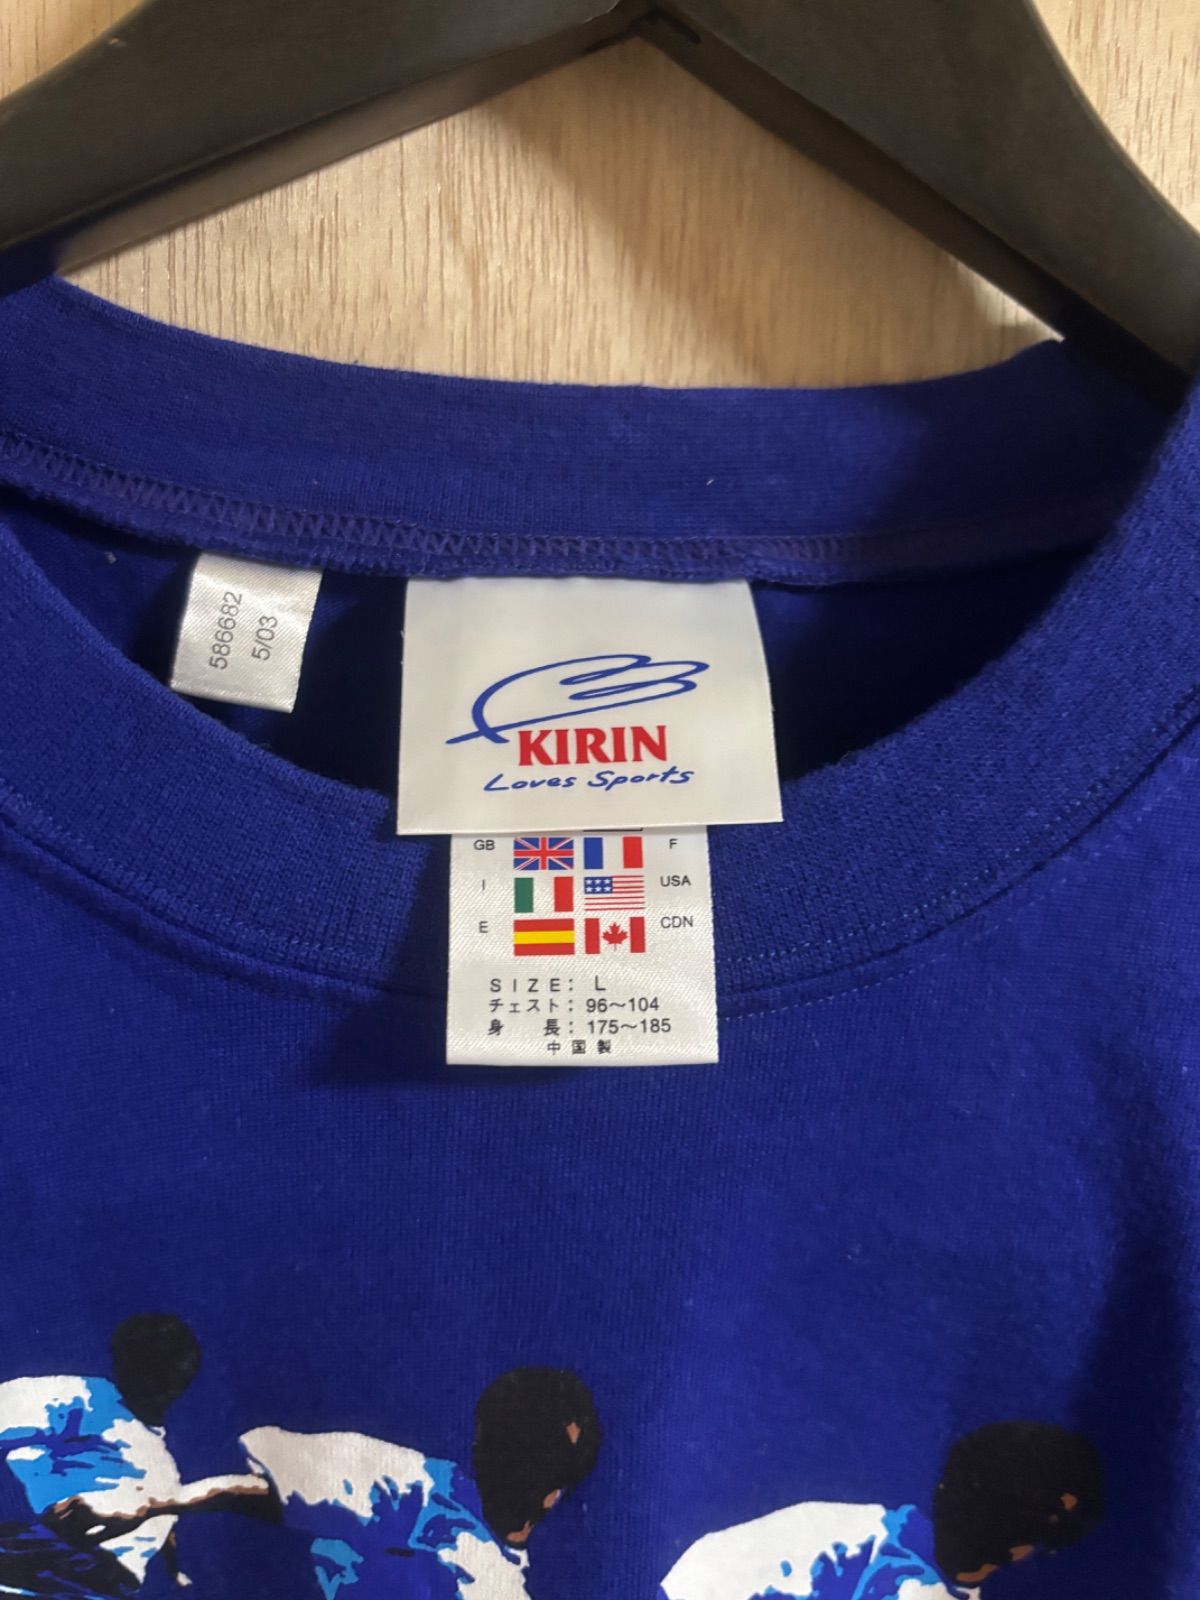 586682
5/03
KIRIN
Loves Sports
GB F
I USA
E CDN
SIZE: L
チェスト: 96～104
身 長: 175～185
中国製